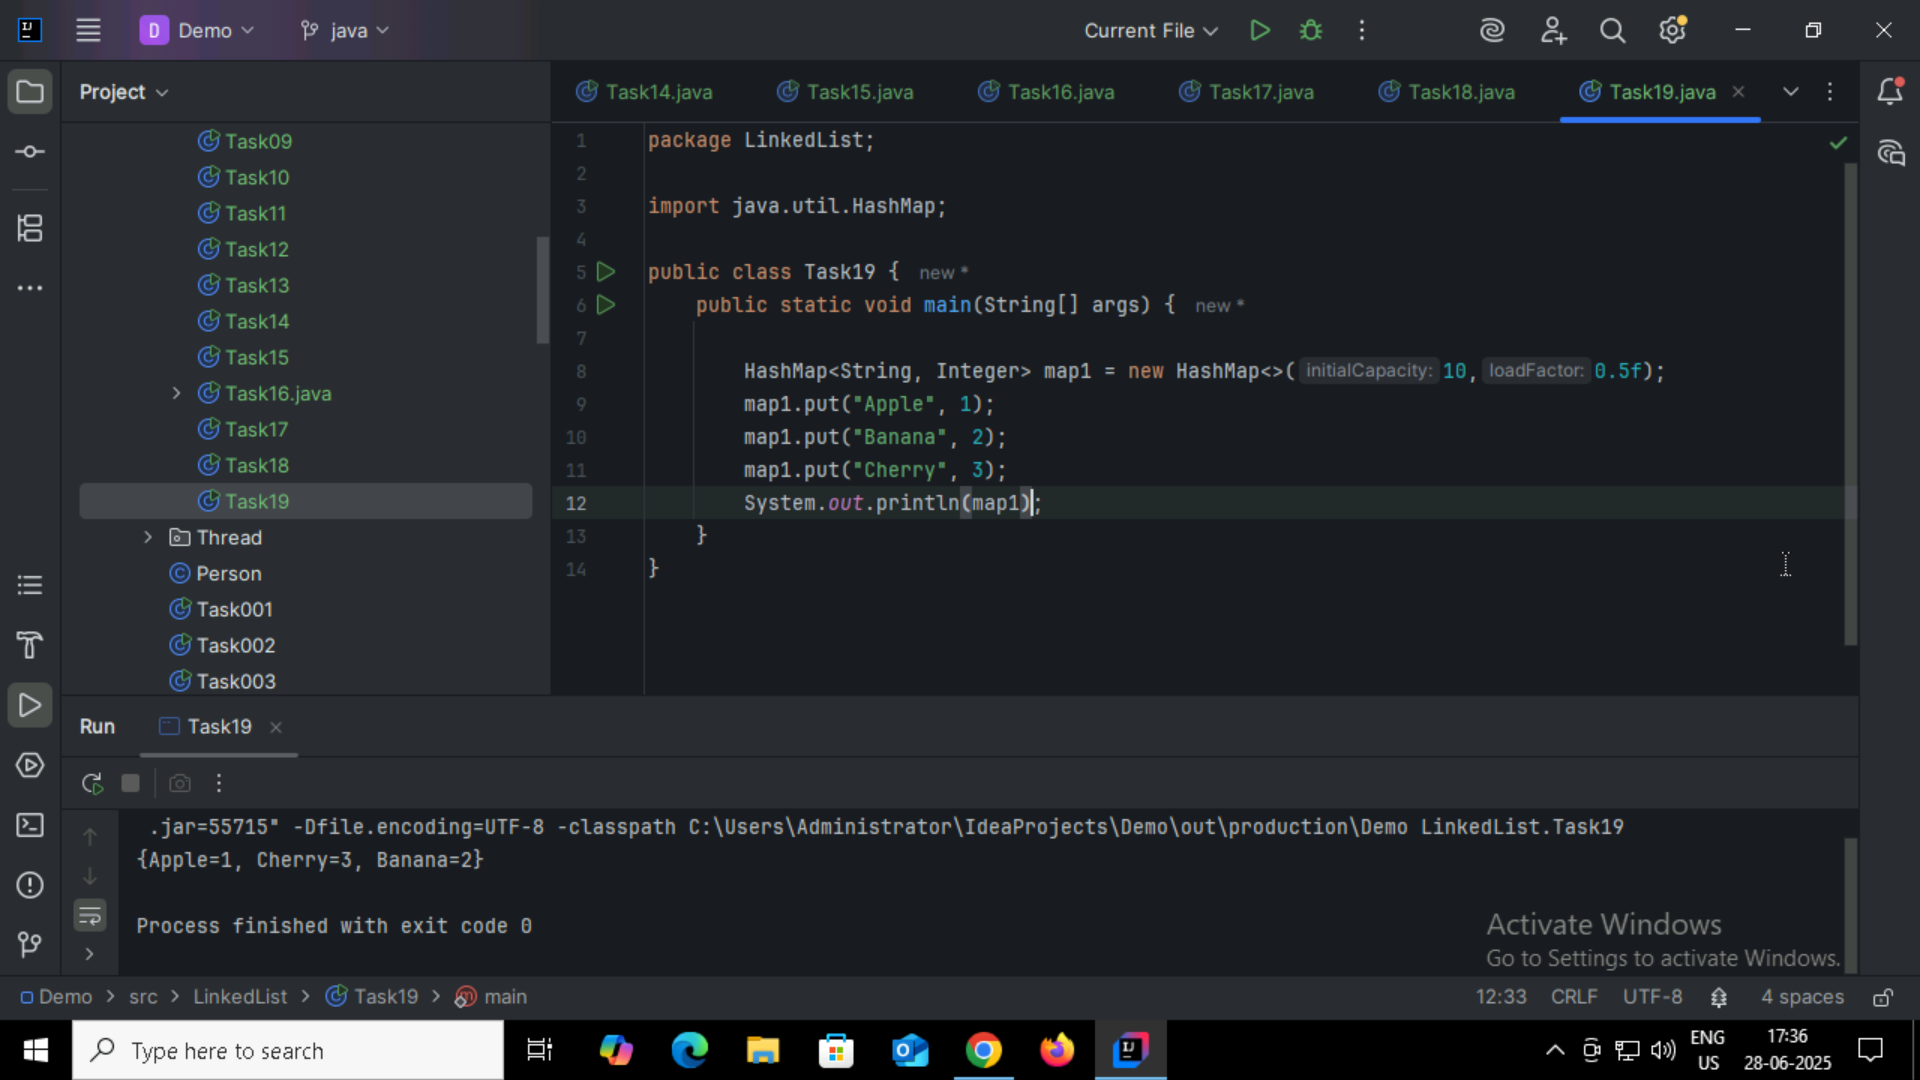 Demo
java
Current File
Project
Task14.java
Task15.java
Task16.java
Task17.java
Task18.java
Task19.java
Task09
Task10
Task11
Task12
Task13
Task14
Task15
Task16.java
Task17
Task18
Task19
Thread
Person
Task001
Task002
Task003
1 package LinkedList;
2
3 import java.util.HashMap;
4
5 public class Task19 { new *
6 public static void main(String[] args) { new *
7
8 HashMap<String, Integer> map1 = new HashMap<>( initialCapacity: 10, loadFactor: 0.5f);
9 map1.put("Apple", 1);
10 map1.put("Banana", 2);
11 map1.put("Cherry", 3);
12 System.out.println(map1);
13 }
14 }
Run
Task19
.jar=55715" -Dfile.encoding=UTF-8 -classpath C:\Users\Administrator\IdeaProjects\Demo\out\production\Demo LinkedList.Task19
{Apple=1, Cherry=3, Banana=2}
Process finished with exit code 0
Activate Windows
Go to Settings to activate Windows.
Demo > src > LinkedList > Task19 > main
12:33 CRLF UTF-8 4 spaces
Type here to search
ENG
US
17:36
28-06-2025